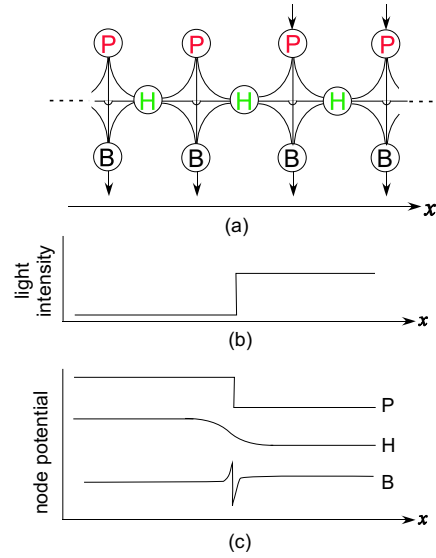 P P P P
H H H
B B B B
x
(a)
light
intensity
x
(b)
node potential
P
H
B
x
(c)